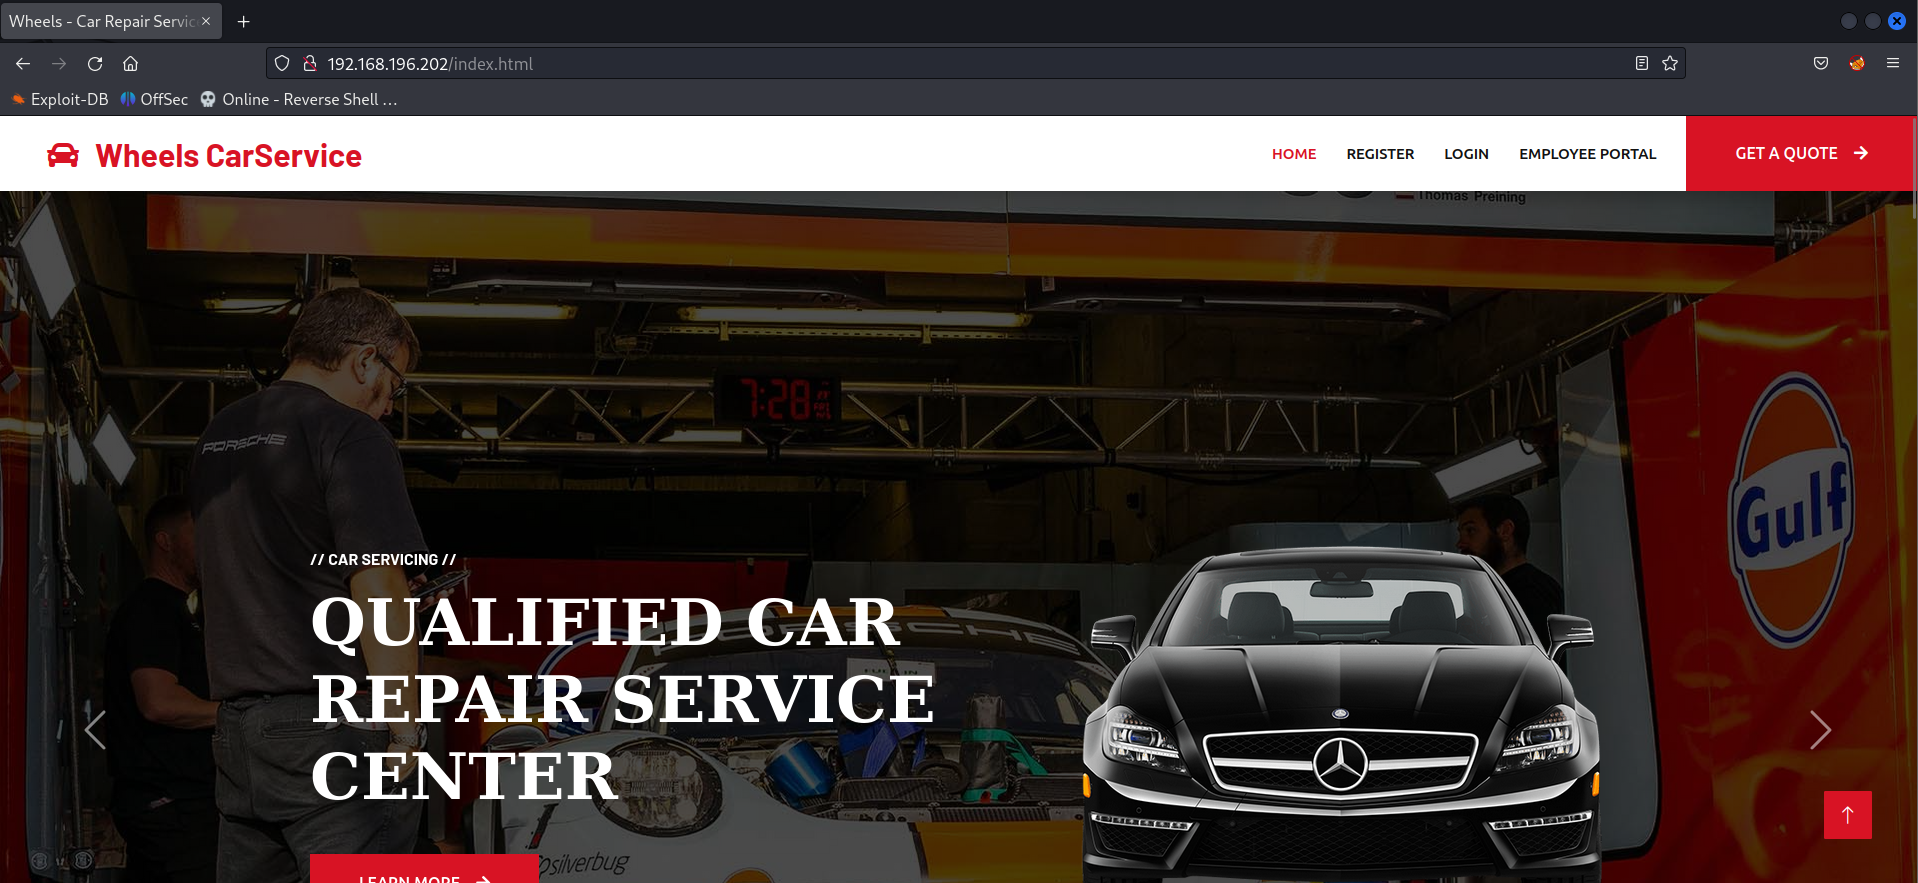 Wheels - Car Repair Servic
192.168.196.202/index.html
Exploit-DB
OffSec
Online - Reverse Shell ...
Wheels CarService
HOME
REGISTER
LOGIN
EMPLOYEE PORTAL
GET A QUOTE
Thomas Preining
PORSCHE
7:28
Gulf
// CAR SERVICING //
QUALIFIED CAR
REPAIR SERVICE
CENTER
PORSCHE
silverbug
LEARN MORE